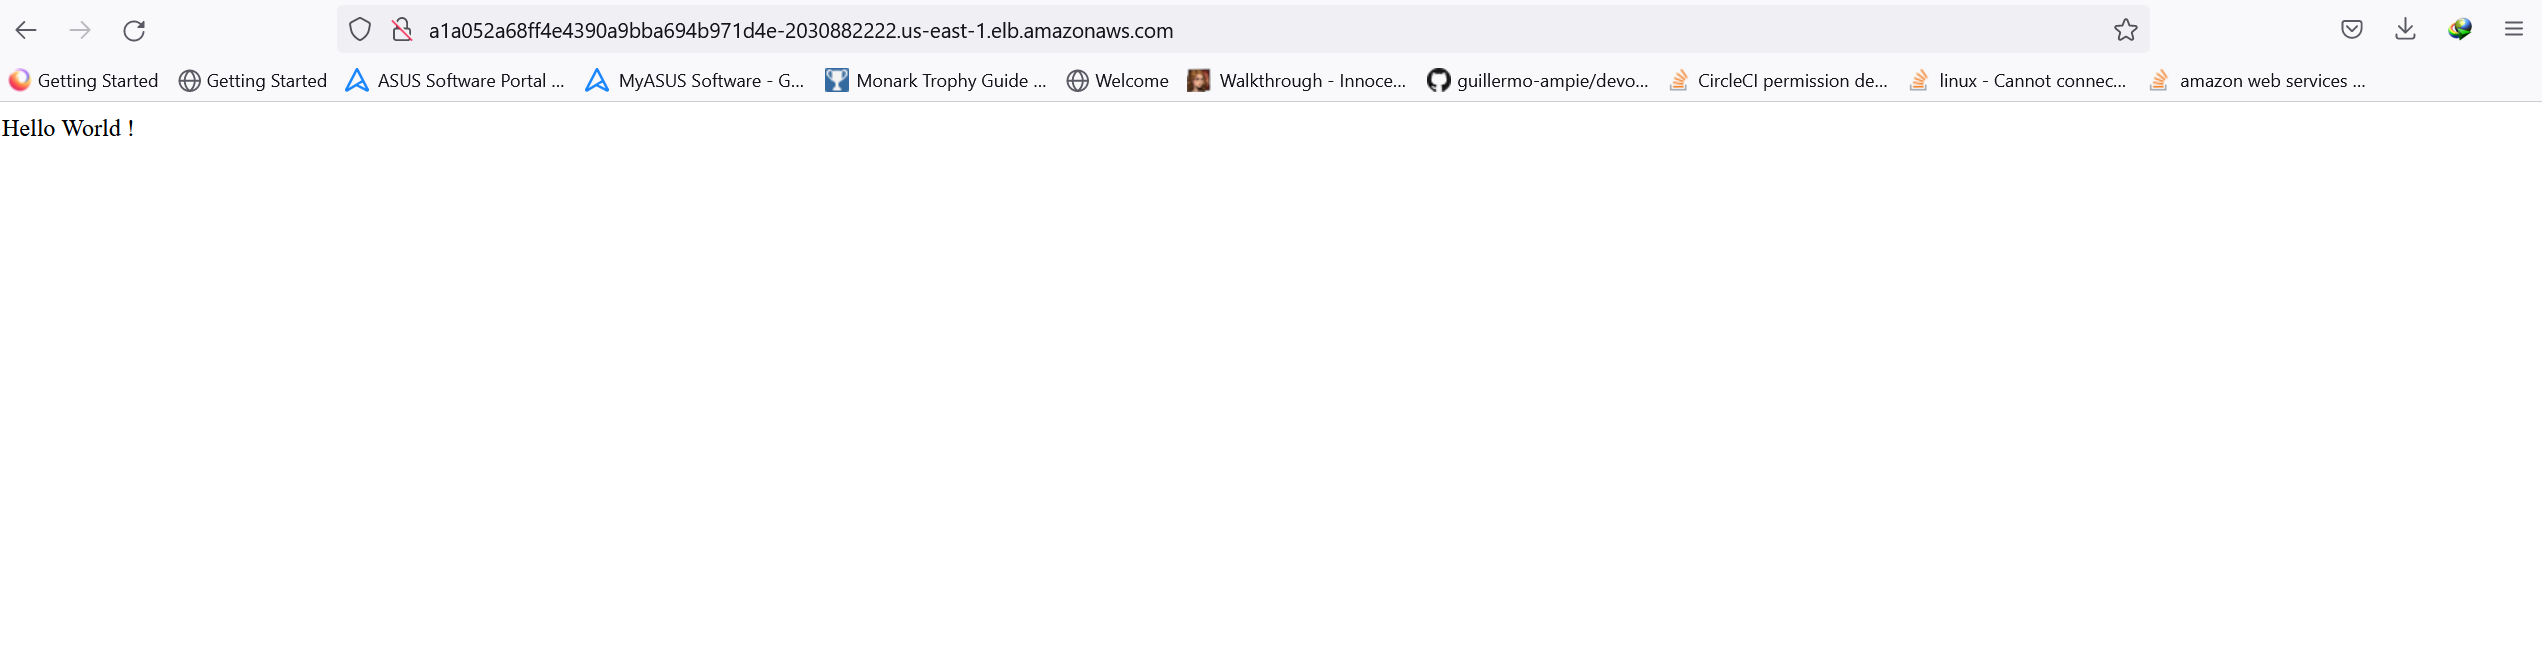 a1a052a68ff4e4390a9bba694b971d4e-2030882222.us-east-1.elb.amazonaws.com
Getting Started Getting Started ASUS Software Portal ... MyASUS Software - G... Monark Trophy Guide ... Welcome Walkthrough - Innoce... guillermo-ampie/devo... CircleCI permission de... linux - Cannot connec... amazon web services ...
Hello World !